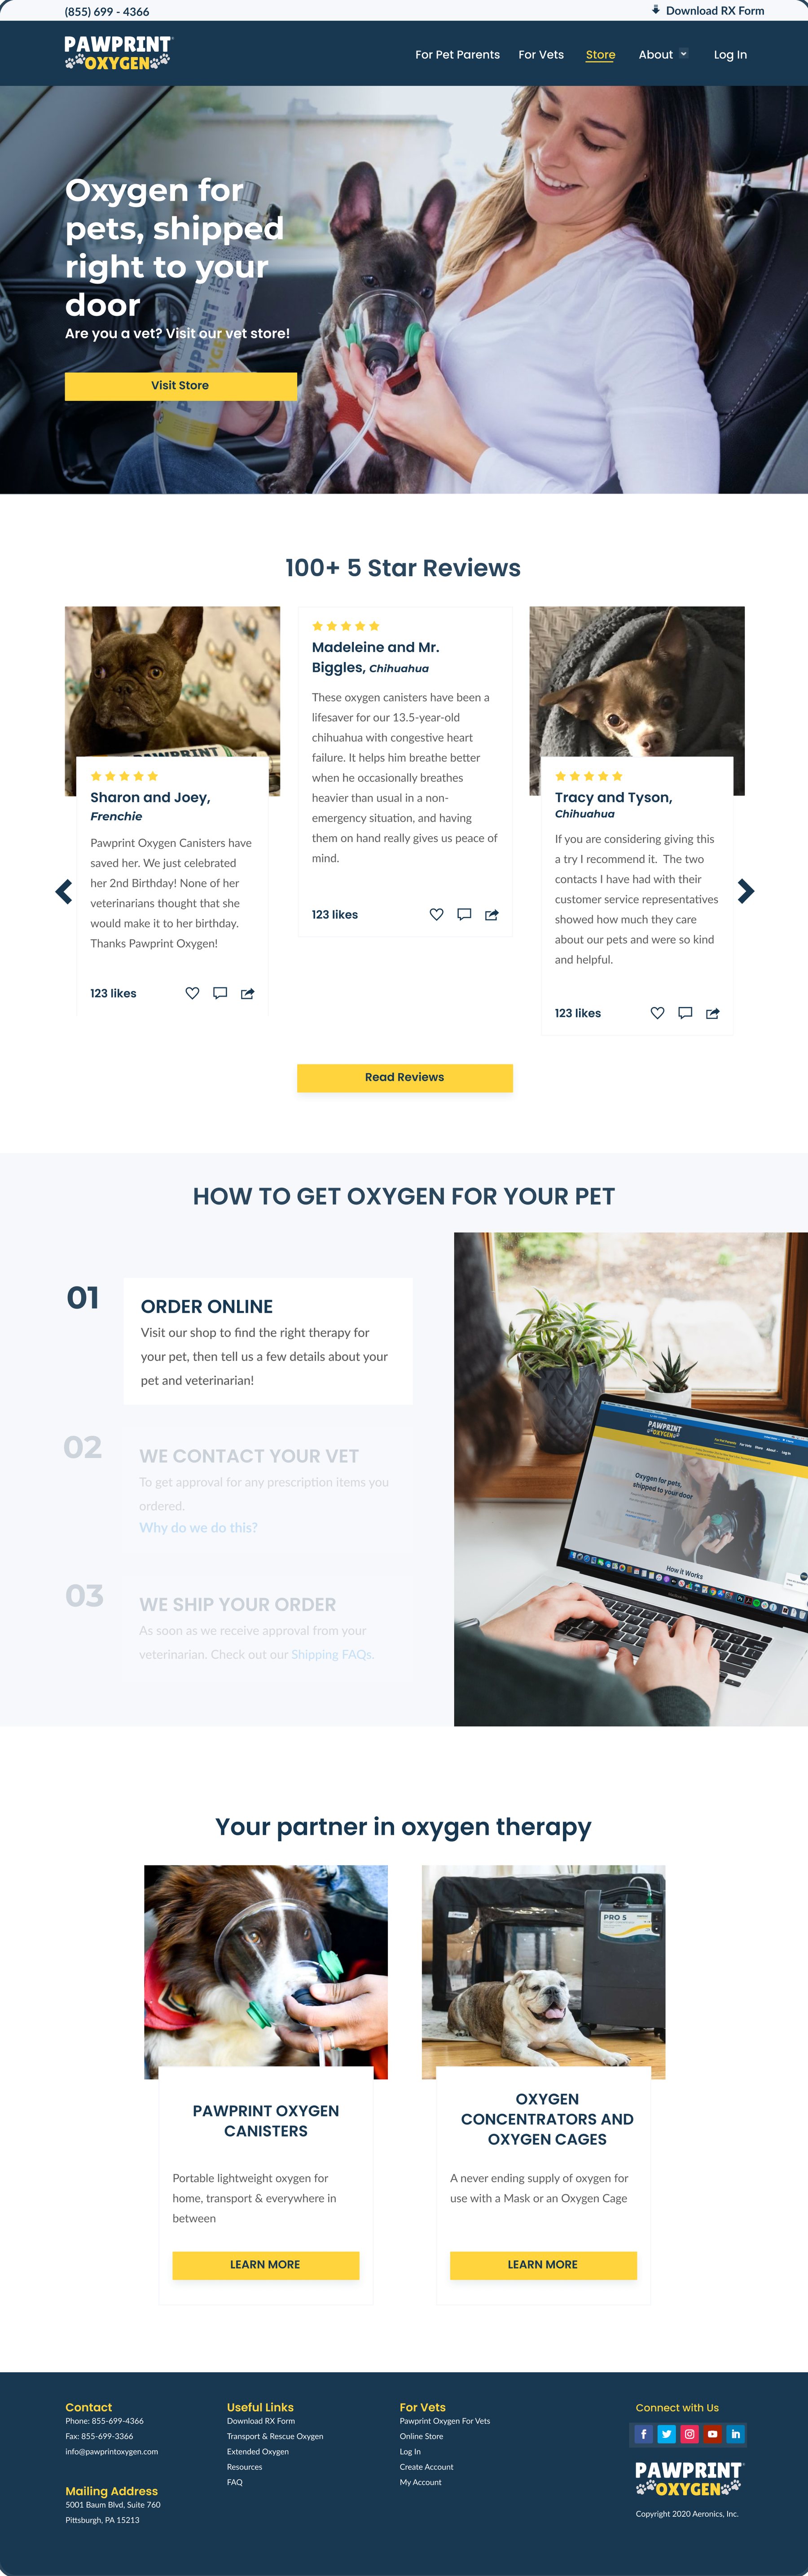 (855) 699 - 4366
Download RX Form
PAWPRINT
OXYGEN
For Pet Parents
For Vets
Store
About
Log In
Oxygen for
pets, shipped
right to your
door
Are you a vet? Visit our vet store!
Visit Store
10L
100+ 5 Star Reviews
PAWPRINT
Sharon and Joey,
Frenchie
Pawprint Oxygen Canisters have
saved her. We just celebrated
her 2nd Birthday! None of her
veterinarians thought that she
would make it to her birthday.
Thanks Pawprint Oxygen!
123 likes
Madeleine and Mr.
Biggles, Chihuahua
These oxygen canisters have been a
lifesaver for our 13.5-year-old
chihuahua with congestive heart
failure. It helps him breathe better
when he occasionally breathes
heavier than usual in a non-
emergency situation, and having
them on hand really gives us peace of
mind.
123 likes
Tracy and Tyson,
Chihuahua
If you are considering giving this
a try I recommend it. The two
contacts I have had with their
customer service representatives
showed how much they care
about our pets and were so kind
and helpful.
123 likes
Read Reviews
HOW TO GET OXYGEN FOR YOUR PET
01
ORDER ONLINE
Visit our shop to find the right therapy for
your pet, then tell us a few details about your
pet and veterinarian!
02
WE CONTACT YOUR VET
To get approval for any prescription items you
ordered.
Why do we do this?
03
WE SHIP YOUR ORDER
As soon as we receive approval from your
veterinarian. Check out our Shipping FAQs.
PAWPRINT
OXYGEN
Oxygen for pets,
shipped to your door
How it Works
Your partner in oxygen therapy
PRO 5
PAWPRINT OXYGEN
CANISTERS
Portable lightweight oxygen for
home, transport & everywhere in
between
LEARN MORE
OXYGEN
CONCENTRATORS AND
OXYGEN CAGES
A never ending supply of oxygen for
use with a Mask or an Oxygen Cage
LEARN MORE
Contact
Phone: 855-699-4366
Fax: 855-699-3366
info@pawprintoxygen.com
Mailing Address
5001 Baum Blvd, Suite 760
Pittsburgh, PA 15213
Useful Links
Download RX Form
Transport & Rescue Oxygen
Extended Oxygen
Resources
FAQ
For Vets
Pawprint Oxygen For Vets
Online Store
Log In
Create Account
My Account
Connect with Us
PAWPRINT
OXYGEN
Copyright 2020 Aeronics, Inc.